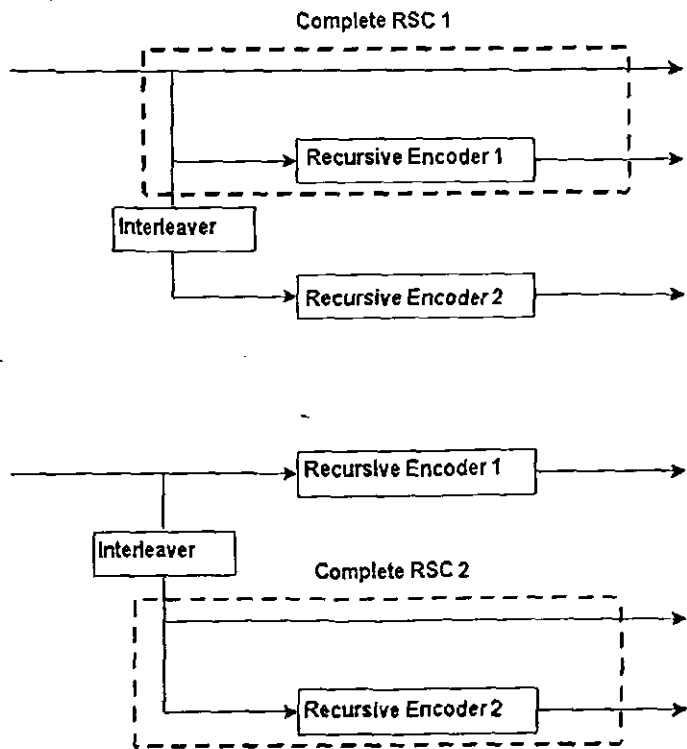 Complete RSC 1
Recursive Encoder 1
Interleaver
Recursive Encoder 2
Recursive Encoder 1
Interleaver
Complete RSC 2
Recursive Encoder 2